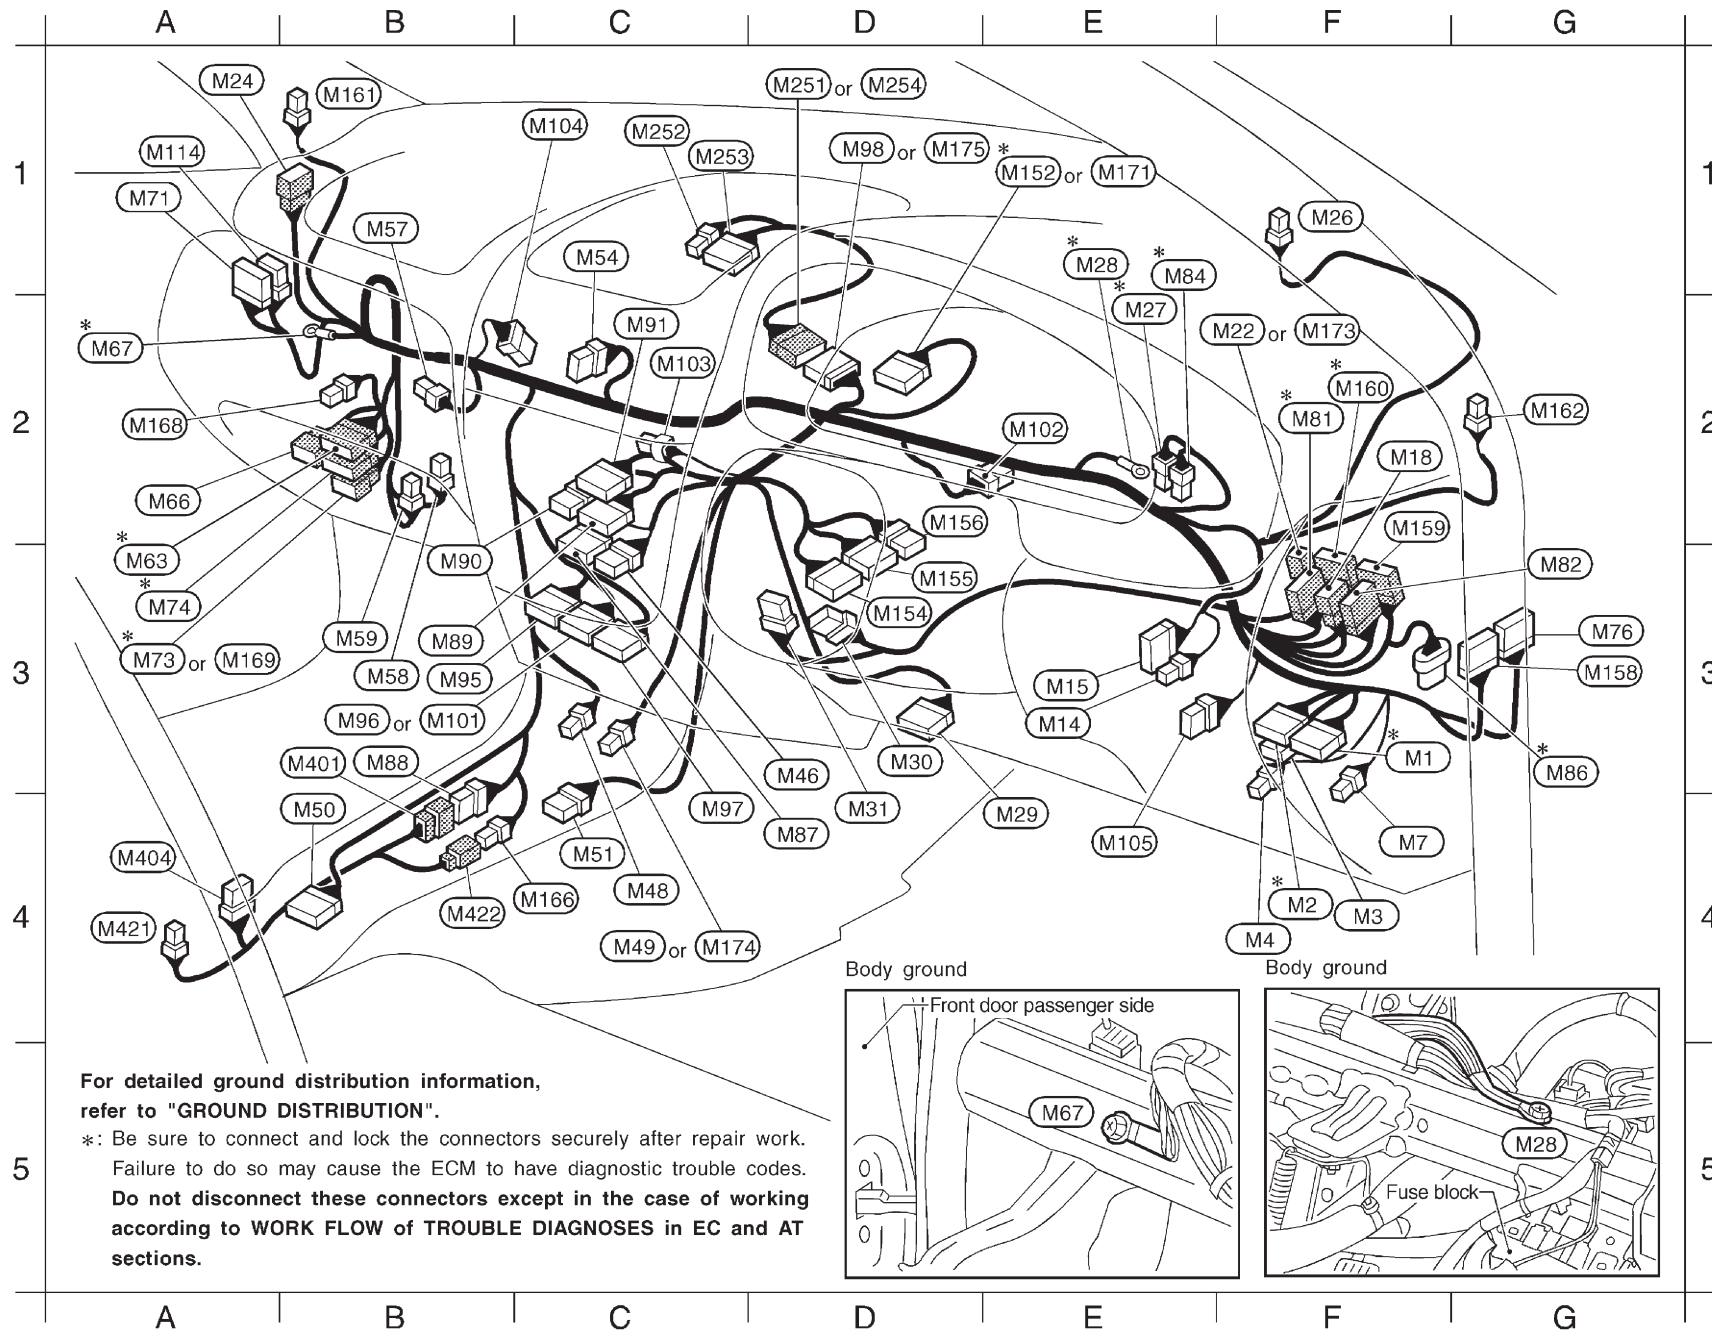 A B C D E F G
M24
M161
M251 or M254
M104
M252
M253
M98 or M175
* M152 or M171
M114
M71
1
1
M57
M26
M54
* M28
* M84
* M27
M91
M22 or M173
* M67
M103
* M160
M168
2
* M81
M162
2
M102
M18
M66
M156
M159
* M63
M90
M155
M82
* M74
M154
M59
M89
M76
* M73 or M169
M58
M95
M15
M158
3
3
M96 or M101
M14
M401
M88
M46
M30
* M1
* M86
M50
M97
M31
M29
M87
M105
M7
M404
M51
M48
M166
M422
* M2
M3
4
4
M421
M49 or M174
M4
Body ground
Body ground
Front door passenger side
For detailed ground distribution information,
refer to "GROUND DISTRIBUTION".
M67
*: Be sure to connect and lock the connectors securely after repair work.
M28
Failure to do so may cause the ECM to have diagnostic trouble codes.
5
5
Do not disconnect these connectors except in the case of working
Fuse block
according to WORK FLOW of TROUBLE DIAGNOSES in EC and AT
sections.
A B C D E F G